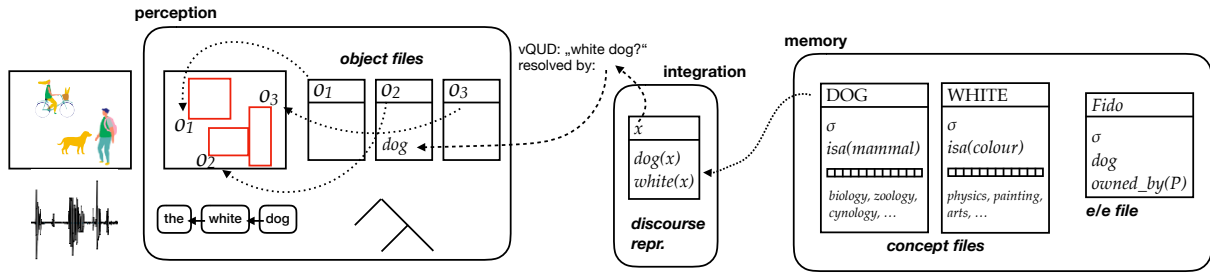 perception
object files
o1
o2
o3
dog
o1
o2
o3
the
white
dog
vQUD: „white dog?“
resolved by:
integration
x
dog(x)
white(x)
discourse
repr.
memory
DOG
σ
isa(mammal)
biology, zoology,
cynology, …
WHITE
σ
isa(colour)
physics, painting,
arts, …
concept files
Fido
σ
dog
owned_by(P)
e/e file